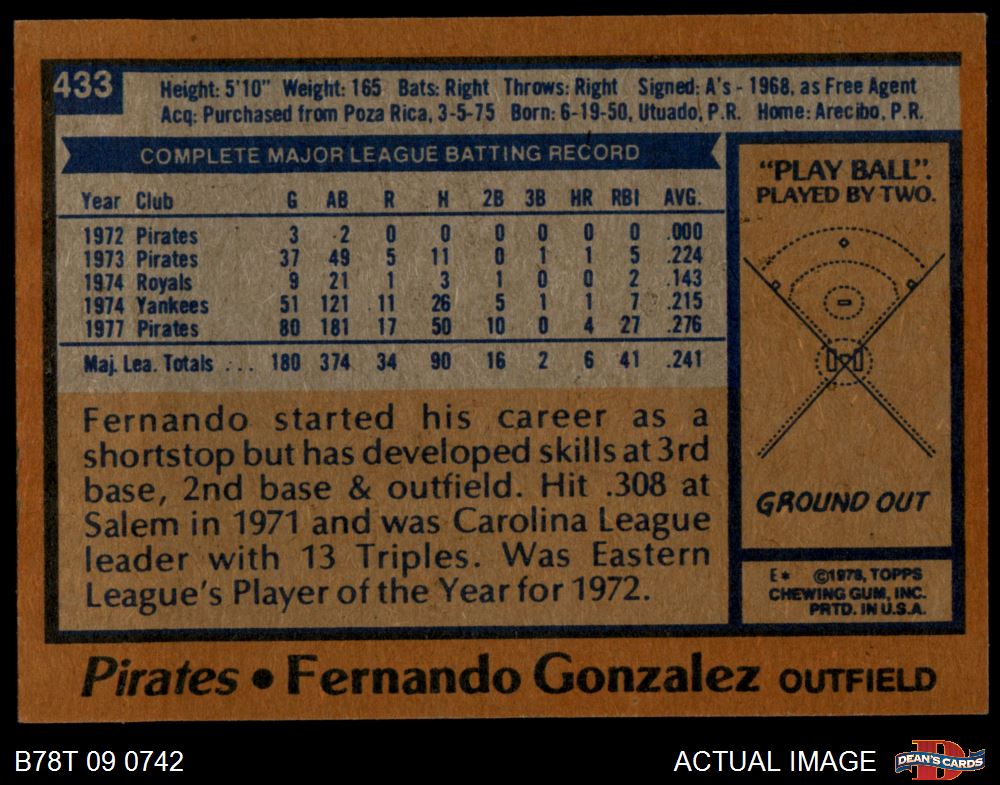 433
Height: 5'10" Weight: 165 Bats: Right Throws: Right Signed: A's - 1968, as Free Agent
Acq: Purchased from Poza Rica, 3-5-75 Born: 6-19-50, Utuado, P.R. Home: Arecibo, P.R.
COMPLETE MAJOR LEAGUE BATTING RECORD
Year Club G AB R H 2B 3B HR RBI AVG.
1972 Pirates 3 2 0 0 0 0 0 0 .000
1973 Pirates 37 49 5 11 0 1 1 5 .224
1974 Royals 9 21 1 3 1 0 0 2 .143
1974 Yankees 51 121 11 26 5 1 1 7 .215
1977 Pirates 80 181 17 50 10 0 4 27 .276
Maj. Lea. Totals ... 180 374 34 90 16 2 6 41 .241
Fernando started his career as a
shortstop but has developed skills at 3rd
base, 2nd base & outfield. Hit .308 at
Salem in 1971 and was Carolina League
leader with 13 Triples. Was Eastern
League's Player of the Year for 1972.
"PLAY BALL".
PLAYED BY TWO.
GROUND OUT
E* ©1978, TOPPS
CHEWING GUM, INC.
PRTD. IN U.S.A.
Pirates • Fernando Gonzalez OUTFIELD
B78T 09 0742
ACTUAL IMAGE
DEAN'S CARDS